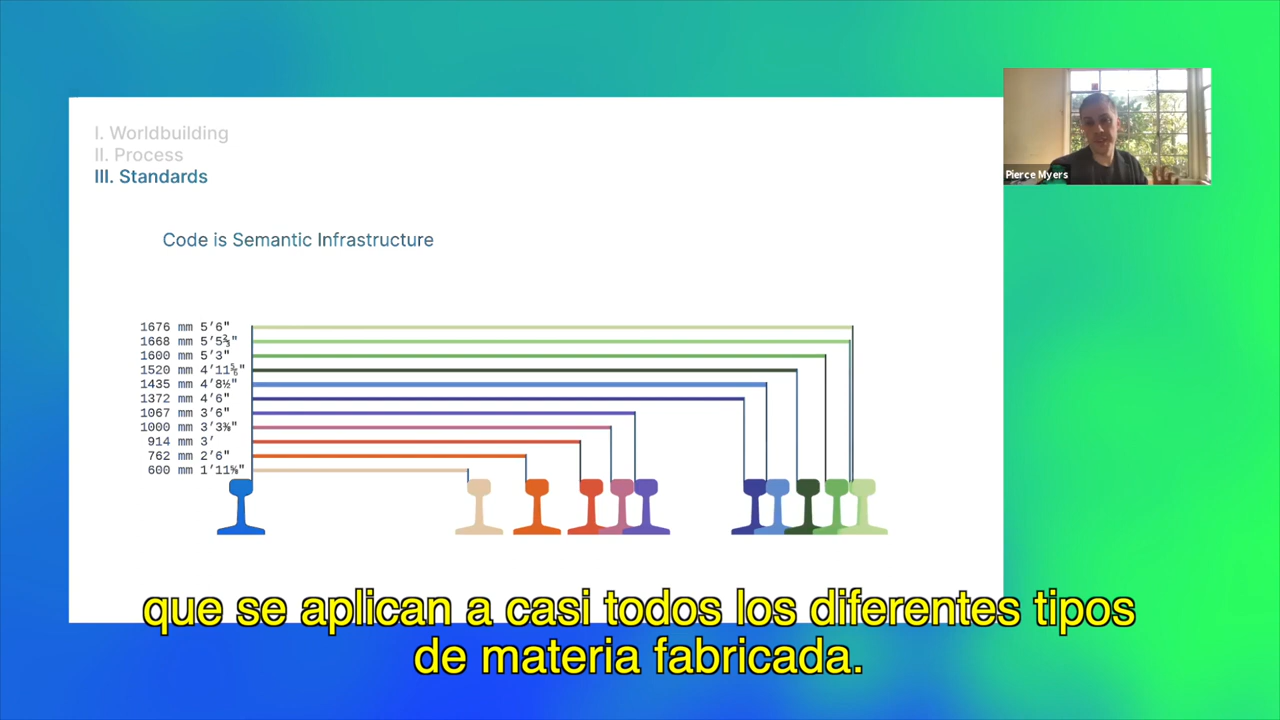 I. Worldbuilding
II. Process
III. Standards
Pierce Myers
Code is Semantic Infrastructure
1676 mm 5′6"
1668 mm 5′5⅔"
1600 mm 5′3"
1520 mm 4′11⅚"
1435 mm 4′8½"
1372 mm 4′6"
1067 mm 3′6"
1000 mm 3′3⅜"
914 mm 3′
762 mm 2′6"
600 mm 1′11⅝"
que se aplican a casi todos los diferentes tipos
de materia fabricada.